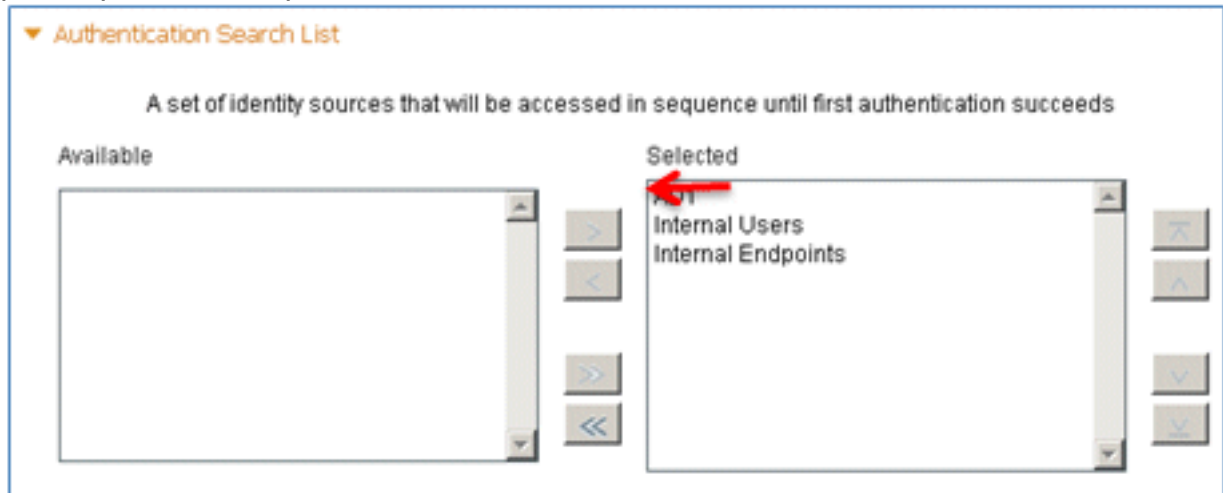 Authentication Search List
A set of identity sources that will be accessed in sequence until first authentication succeeds
Available
Selected
Internal Users
Internal Endpoints